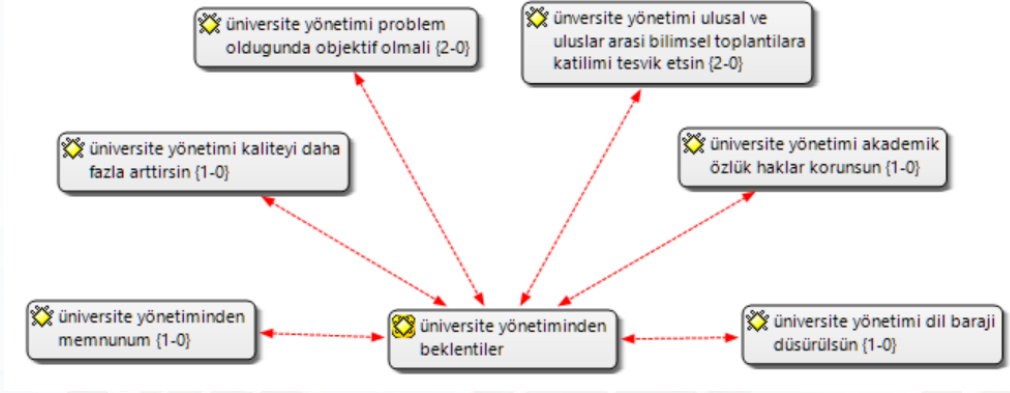 üniversite yönetimi problem
oldugunda objektif olmali {2-0}
ünversite yönetimi ulusal ve
uluslar arasi bilimsel toplantilara
katilimi tesvik etsin {2-0}
üniversite yönetimi kaliteyi daha
fazla arttirsin {1-0}
üniversite yönetimi akademik
özlük haklar korunsun {1-0}
üniversite yönetiminden
memnunum {1-0}
üniversite yönetiminden
beklentiler
üniversite yönetimi dil baraji
düsürülsün {1-0}